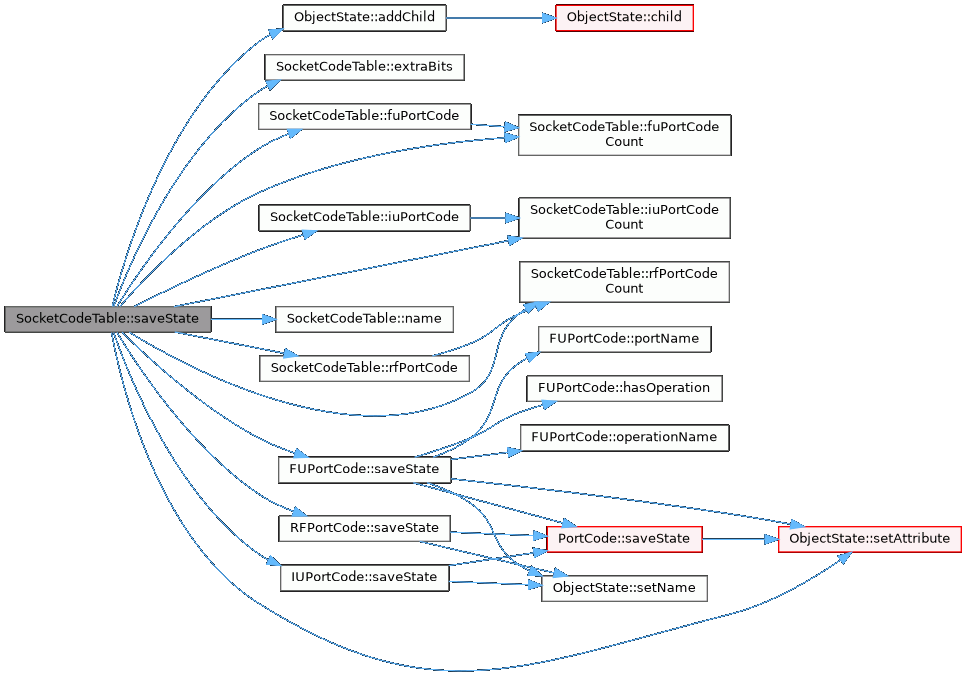 ObjectState::addChild
ObjectState::child
SocketCodeTable::extraBits
SocketCodeTable::fuPortCode
SocketCodeTable::fuPortCode
Count
SocketCodeTable::iuPortCode
SocketCodeTable::iuPortCode
Count
SocketCodeTable::rfPortCode
Count
SocketCodeTable::saveState
SocketCodeTable::name
FUPortCode::portName
SocketCodeTable::rfPortCode
FUPortCode::hasOperation
FUPortCode::operationName
FUPortCode::saveState
RFPortCode::saveState
PortCode::saveState
ObjectState::setAttribute
IUPortCode::saveState
ObjectState::setName